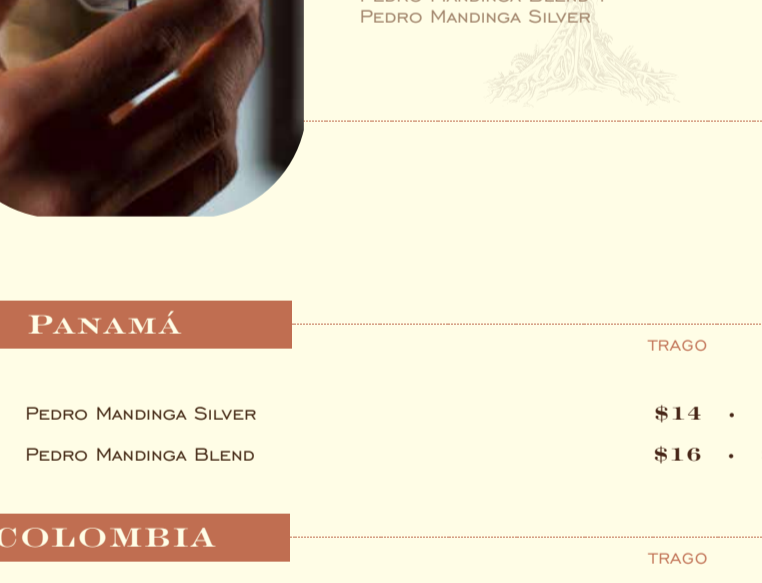 Pedro Mandinga Silver
Panamá
TRAGO
Pedro Mandinga Silver $14 •
Pedro Mandinga Blend $16 •
COLOMBIA
TRAGO